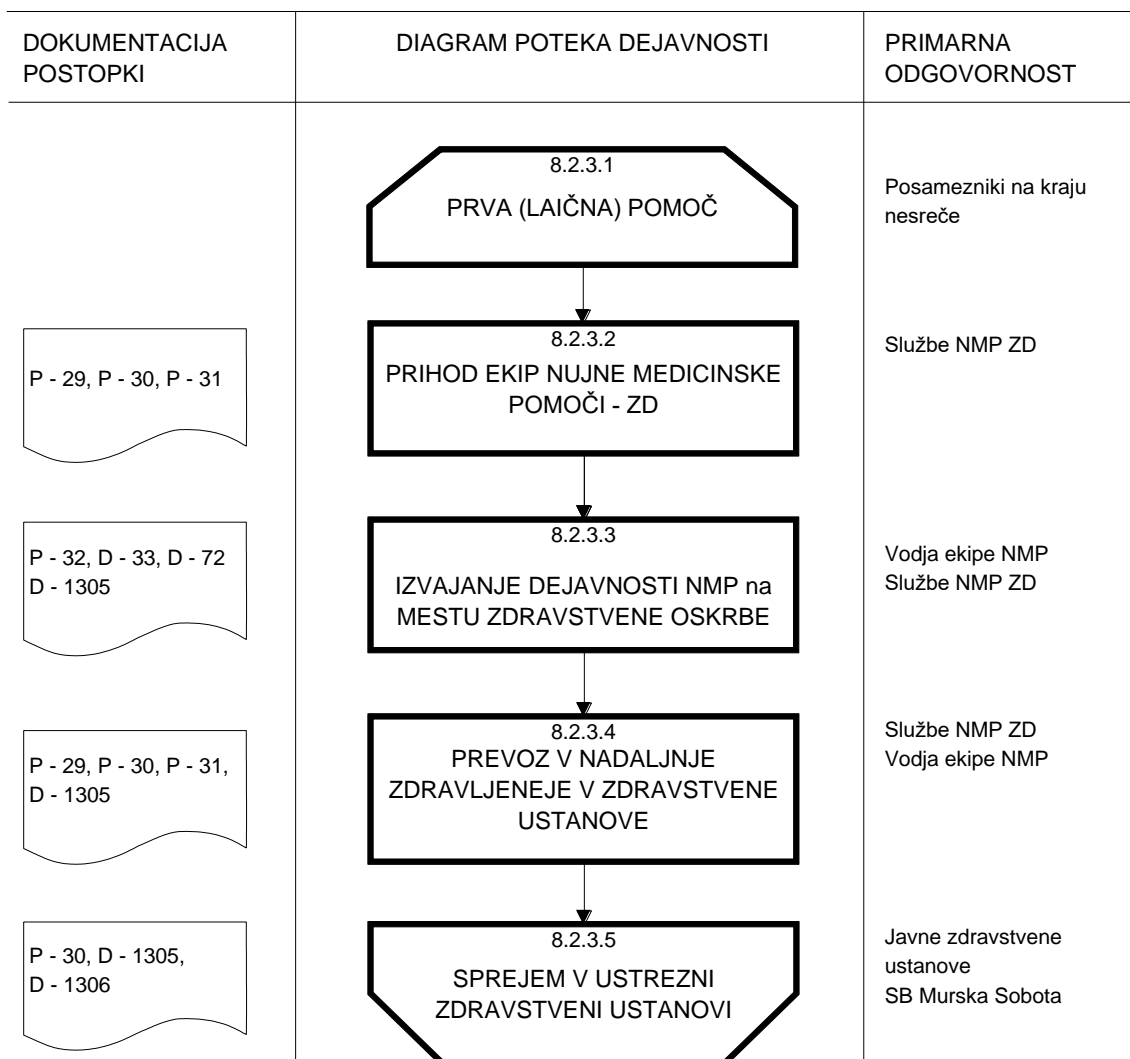 DOKUMENTACIJA
POSTOPKI
DIAGRAM POTEKA DEJAVNOSTI
PRIMARNA
ODGOVORNOST
8.2.3.1
PRVA (LAIČNA) POMOČ
Posamezniki na kraju
nesreče
P - 29, P - 30, P - 31
8.2.3.2
PRIHOD EKIP NUJNE MEDICINSKE
POMOČI - ZD
Službe NMP ZD
P - 32, D - 33, D - 72
D - 1305
8.2.3.3
IZVAJANJE DEJAVNOSTI NMP na
MESTU ZDRAVSTVENE OSKRBE
Vodja ekipe NMP
Službe NMP ZD
P - 29, P - 30, P - 31,
D - 1305
8.2.3.4
PREVOZ V NADALJNJE
ZDRAVLJENEJE V ZDRAVSTVENE
USTANOVE
Službe NMP ZD
Vodja ekipe NMP
P - 30, D - 1305,
D - 1306
8.2.3.5
SPREJEM V USTREZNI
ZDRAVSTVENI USTANOVI
Javne zdravstvene
ustanove
SB Murska Sobota